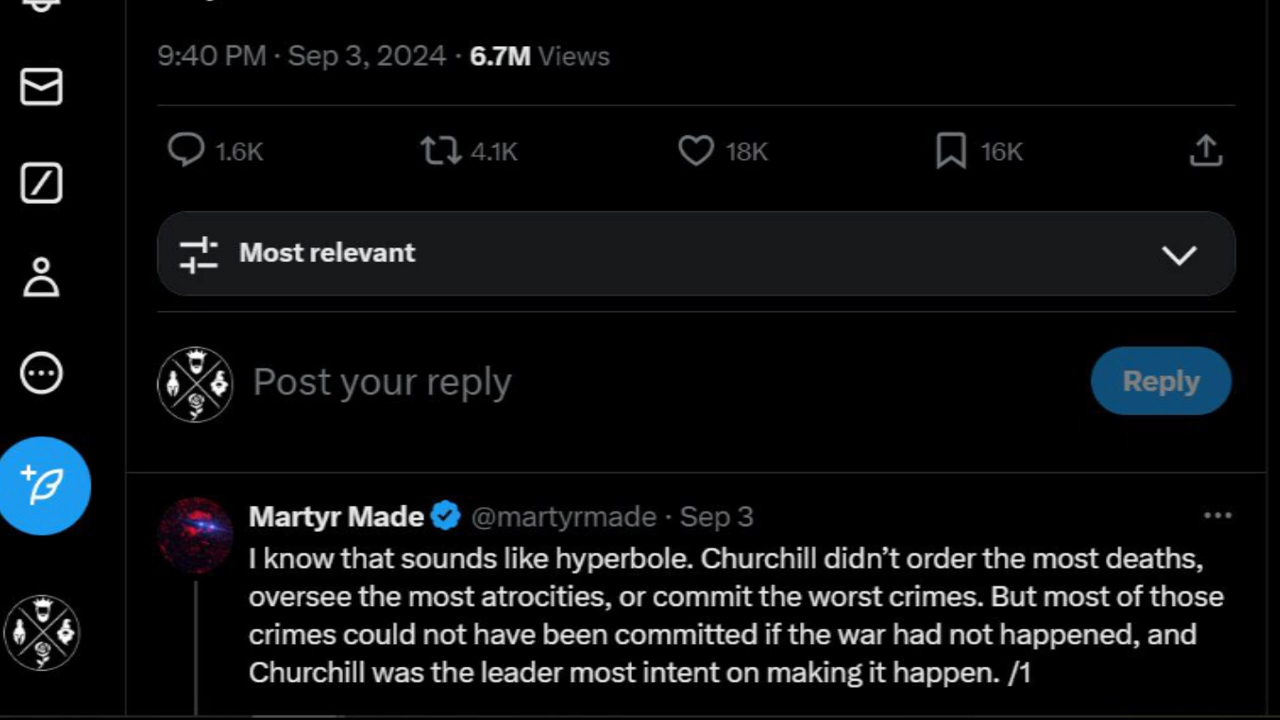 9:40 PM · Sep 3, 2024 · 6.7M Views
1.6K 4.1K 18K 16K
Most relevant
Post your reply Reply
Martyr Made @martyrmade · Sep 3
I know that sounds like hyperbole. Churchill didn’t order the most deaths,
oversee the most atrocities, or commit the worst crimes. But most of those
crimes could not have been committed if the war had not happened, and
Churchill was the leader most intent on making it happen. /1